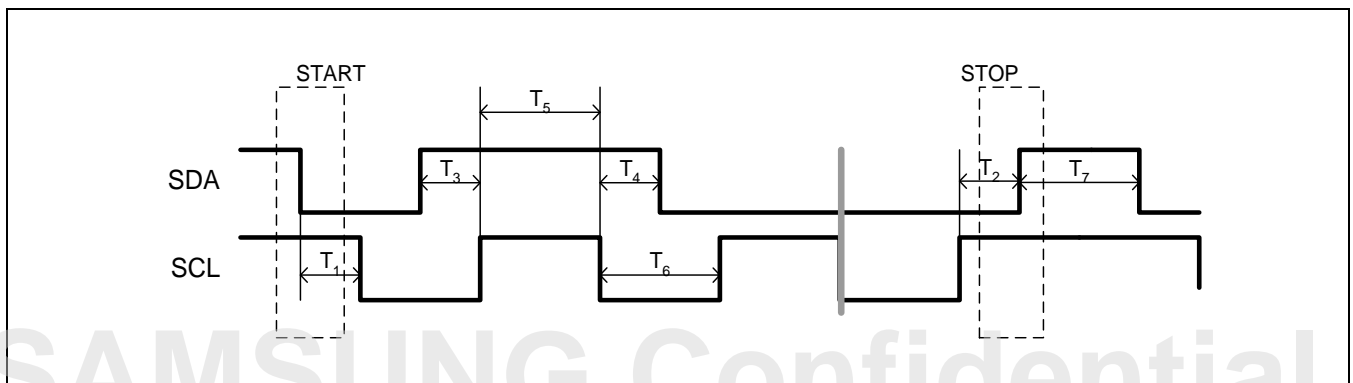 START
STOP
T5
SDA
T3
T4
T2
T7
SCL
T1
T6
SAMSUNG Confidential